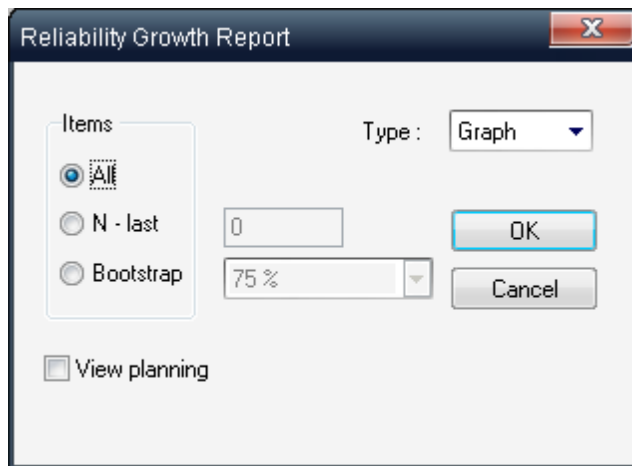 Reliability Growth Report
Items
Type : Graph
All
N - last 0 OK
Bootstrap 75 % Cancel
View planning